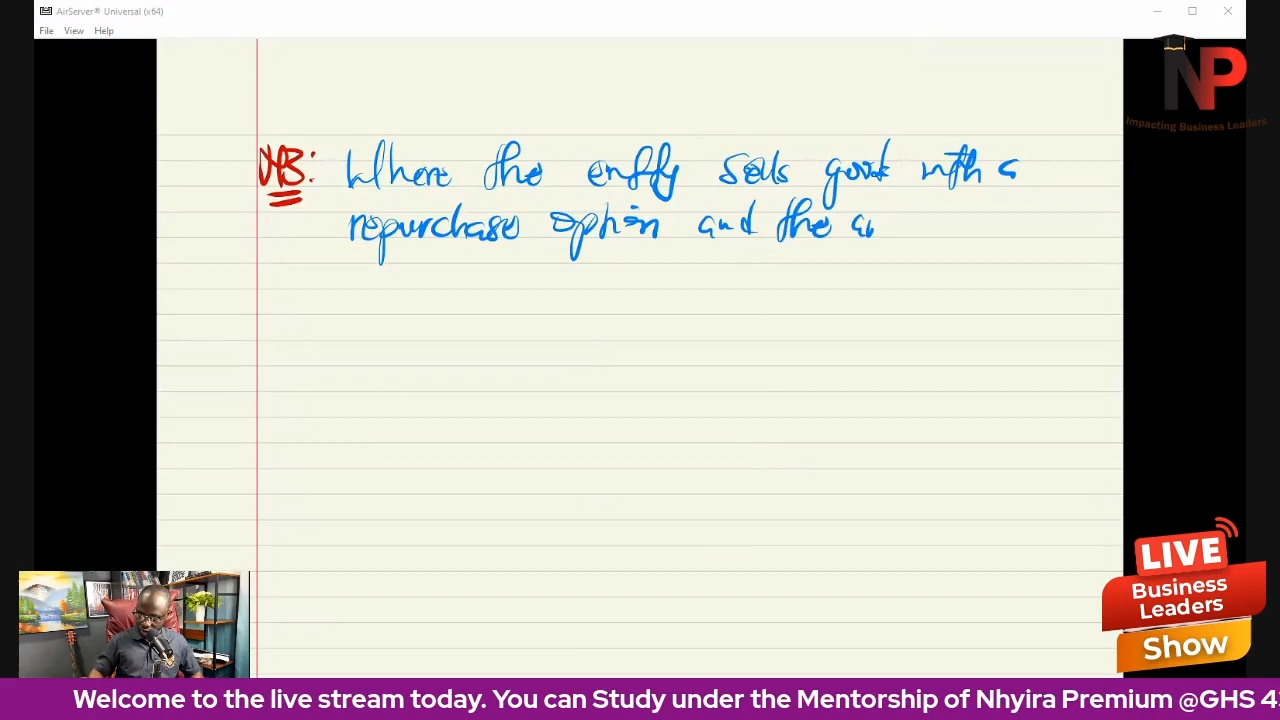 AirServer® Universal (x64)
File View Help
NP
Impacting Business Leaders
NB: Where the entity sells goods with a
repurchase option and the
LIVE
Business
Leaders
Show
Welcome to the live stream today. You can Study under the Mentorship of Nhyira Premium @GHS 4